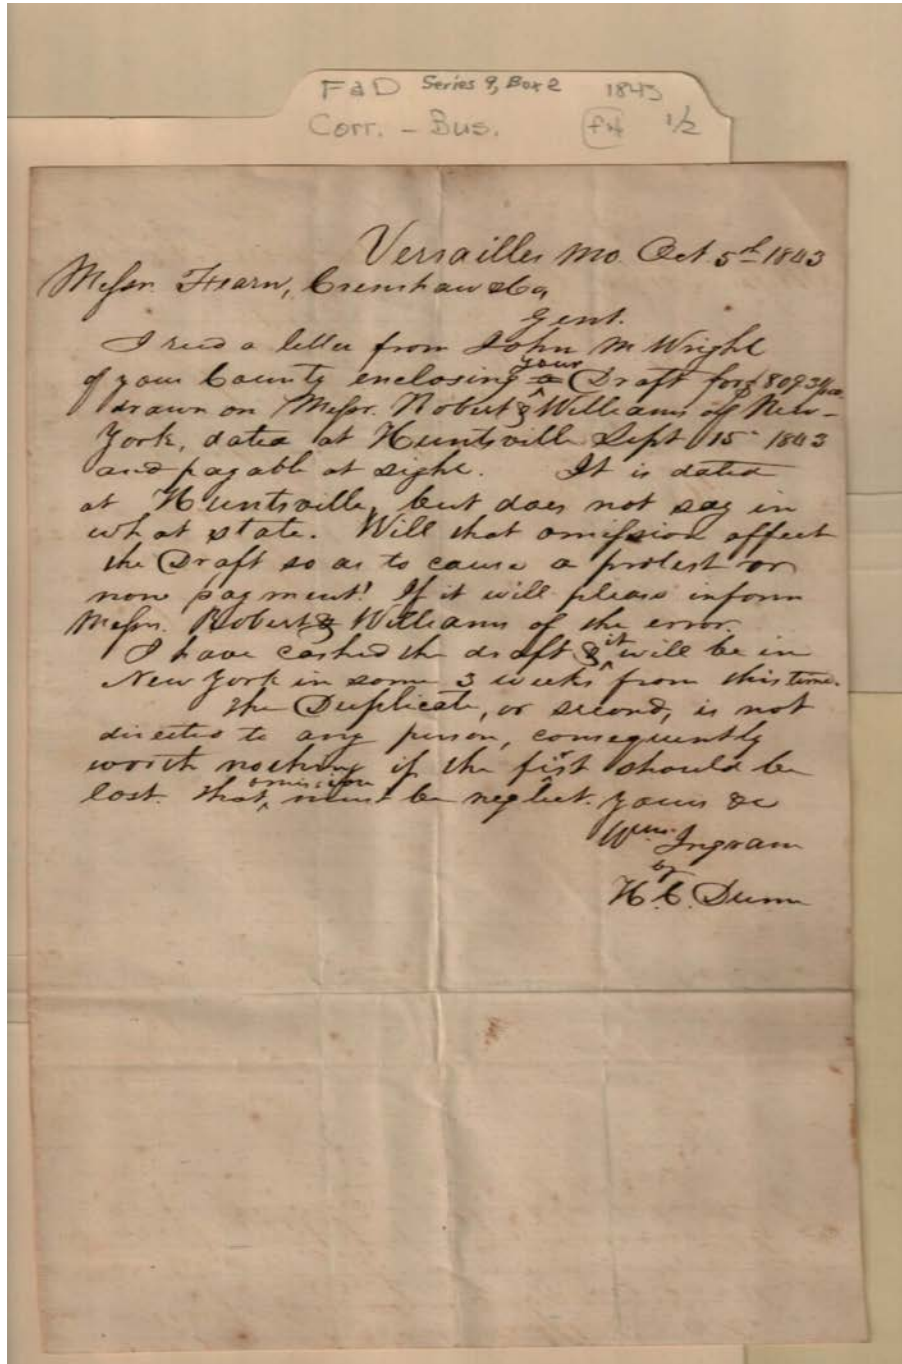 F & D Series 9, Box 2 1843
Corr. - Bus. 1/2
Versailles Mo. Oct. 5th 1843
Messr. Fearn, Crenshaw & Co,
Gent.
I recd a letter from John M Wright
your
of your County enclosing a Draft for $
drawn on Messr. Robert & Williams of New-
York, dated at Huntsville Sept 15 1843
and payable at sight. It is dated
at Huntsville, but does not say in
what state. Will that omission affect
the Draft so as to cause a protest or
non payment! If it will please inform
Messrs. Robert & Williams of the error.
it
I have cashed the draft & will be in
New York in some 3 weeks from this time.
The Duplicate, or second, is not
directed to any person, consequently
worth nothing if the first should be
omission
lost. that, must be neglect. Yours &c
Wm. Ingram
by
H. C. Dunn